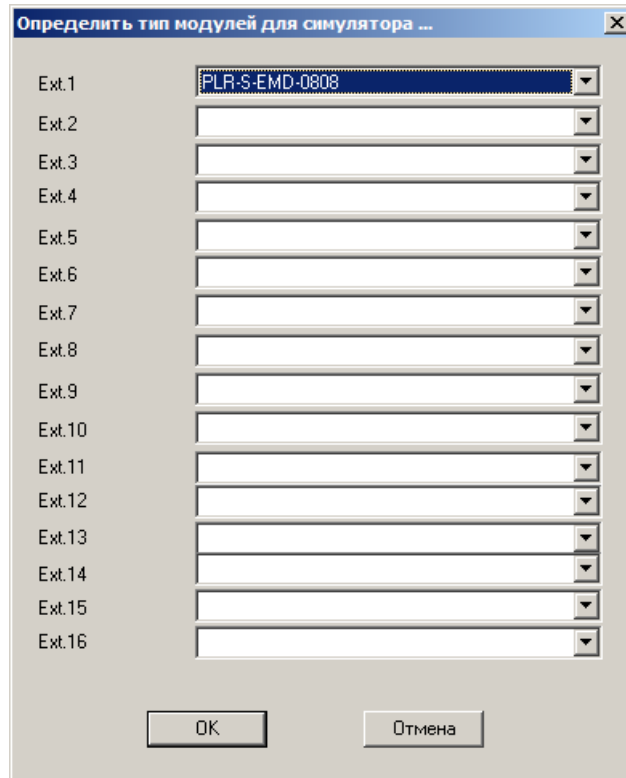 Определить тип модулей для симулятора ...
Ext.1 PLR-S-EMD-0808
Ext.2
Ext.3
Ext.4
Ext.5
Ext.6
Ext.7
Ext.8
Ext.9
Ext.10
Ext.11
Ext.12
Ext.13
Ext.14
Ext.15
Ext.16
OK Отмена